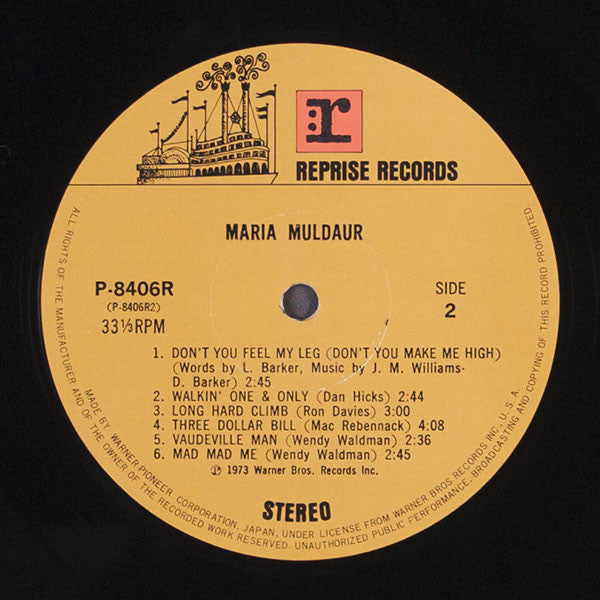 :r
REPRISE RECORDS
MARIA MULDAUR
P-8406R
(P-8406R2)
33⅓RPM
SIDE
2
1. DON'T YOU FEEL MY LEG (DON'T YOU MAKE ME HIGH)
(Words by L. Barker, Music by J. M. Williams-
D. Barker) 2:45
2. WALKIN' ONE & ONLY (Dan Hicks) 2:44
3. LONG HARD CLIMB (Ron Davies) 3:00
4. THREE DOLLAR BILL (Mac Rebennack) 4:08
5. VAUDEVILLE MAN (Wendy Waldman) 2:36
6. MAD MAD ME (Wendy Waldman) 2:45
Ⓟ 1973 Warner Bros. Records Inc.
STEREO
MADE BY WARNER-PIONEER CORPORATION, JAPAN, UNDER LICENSE FROM WARNER BROS. RECORDS INC., U.S.A.
ALL RIGHTS OF THE MANUFACTURER AND OF THE OWNER OF THE RECORDED WORK RESERVED. UNAUTHORIZED PUBLIC PERFORMANCE, BROADCASTING AND COPYING OF THIS RECORD PROHIBITED.